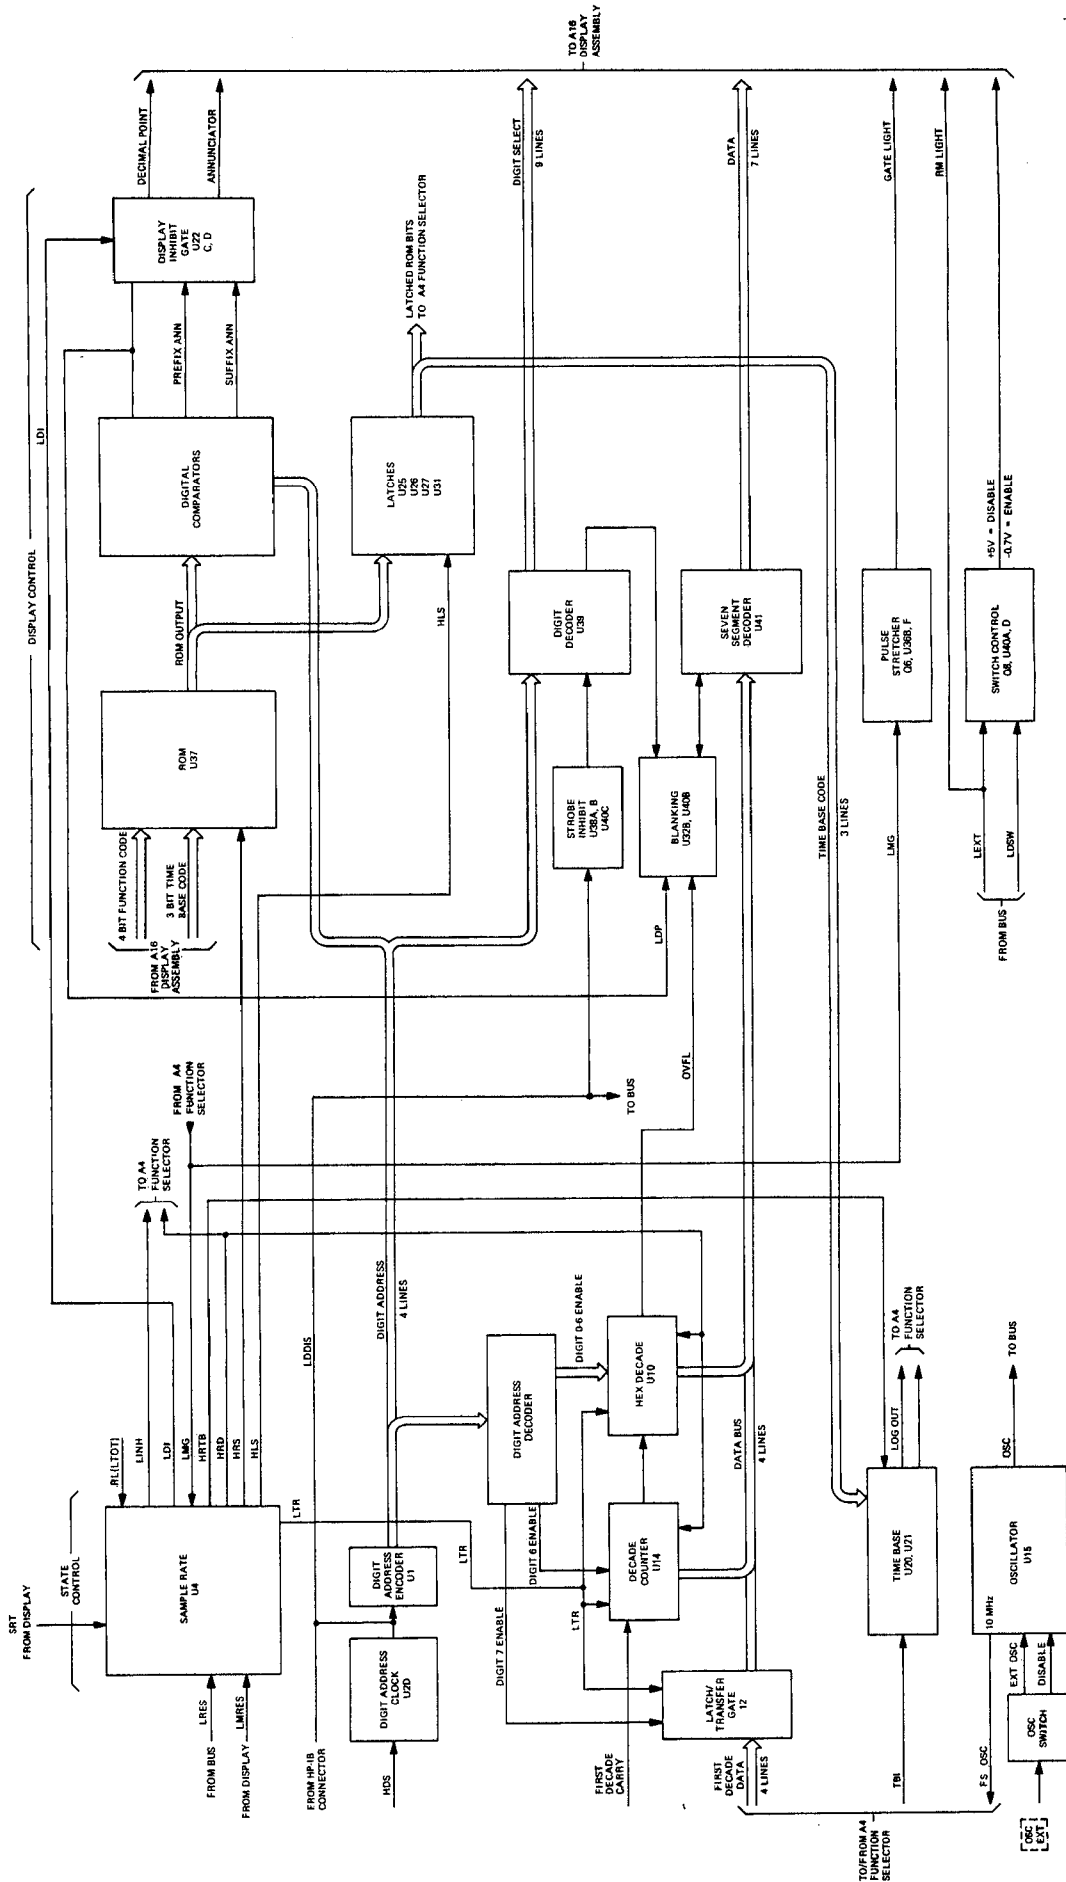 TO A16
DISPLAY
ASSEMBLY
DISPLAY CONTROL
LDI
DECIMAL POINT
ANNUNCIATOR
DISPLAY
INHIBIT
GATE
U22
C, D
PREFIX ANN
SUFFIX ANN
DIGITAL
COMPARATORS
ROM OUTPUT
ROM
U37
4 BIT FUNCTION CODE
3 BIT TIME
BASE CODE
FROM A16
DISPLAY
ASSEMBLY
LATCHES
U25
U26
U27
U31
LATCHED ROM BITS
TO A4 FUNCTION SELECTOR
HLS
DIGIT SELECT
9 LINES
DIGIT
DECODER
U39
DATA
7 LINES
SEVEN
SEGMENT
DECODER
U41
STROBE
INHIBIT
U38A, B
U40C
BLANKING
U32B, U40B
LDP
OVFL
TIME BASE CODE
3 LINES
GATE LIGHT
PULSE
STRETCHER
Q6, U36B, F
LMG
RM LIGHT
+5V = DISABLE
-0.7V = ENABLE
SWITCH CONTROL
Q8, U40A, D
LEXT
LDSW
FROM BUS
FROM A4
FUNCTION
SELECTOR
TO A4
FUNCTION
SELECTOR
TO BUS
SRT
FROM DISPLAY
STATE
CONTROL
SAMPLE RATE
U4
RL(LTOT)
LINH
LDI
LMG
HRTB
HRD
HRS
HLS
LTR
LRES
FROM BUS
LMRES
FROM DISPLAY
LDDIS
FROM HP-IB
CONNECTOR
DIGIT ADDRESS
4 LINES
DIGIT
ADDRESS
ENCODER
U1
DIGIT ADDRESS
CLOCK
U2D
HDS
LTR
DIGIT ADDRESS
DECODER
DIGIT 0-6 ENABLE
DIGIT 6 ENABLE
DIGIT 7 ENABLE
HEX DECADE
U10
DECADE
COUNTER
U14
LTR
LATCH/
TRANSFER
GATE
12
DATA BUS
4 LINES
FIRST
DECADE
CARRY
FIRST
DECADE
DATA
4 LINES
TIME BASE
U20, U21
LOG OUT
TO A4
FUNCTION
SELECTOR
TBI
OSCILLATOR
U15
10 MHz
OSC
TO BUS
FS OSC
EXT OSC
DISABLE
OSC
SWITCH
OSC
EXT
TO/FROM A4
FUNCTION
SELECTOR